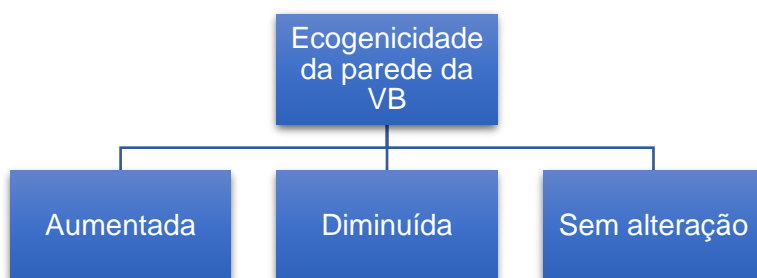 Ecogenicidade
da parede da
VB
Aumentada
Diminuída
Sem alteração